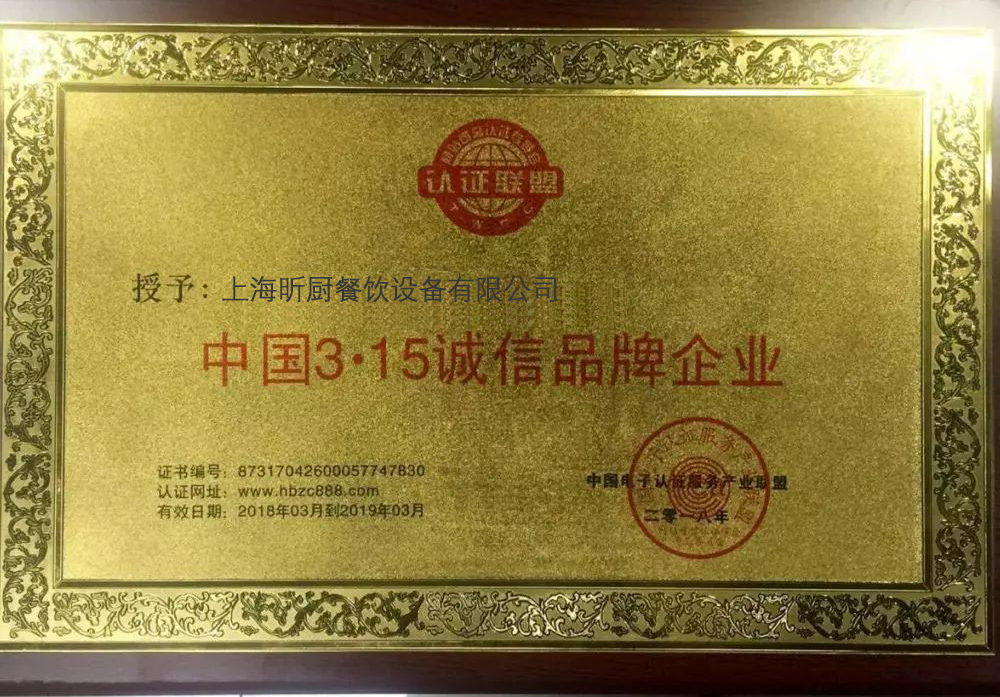 认证联盟
授予：上海昕厨餐饮设备有限公司
中国3·15诚信品牌企业
证书编号：87317042600057747830
认证网址：www.hbzc888.com
有效日期：2018年03月到2019年03月
中国电子认证服务产业联盟
二零一八年